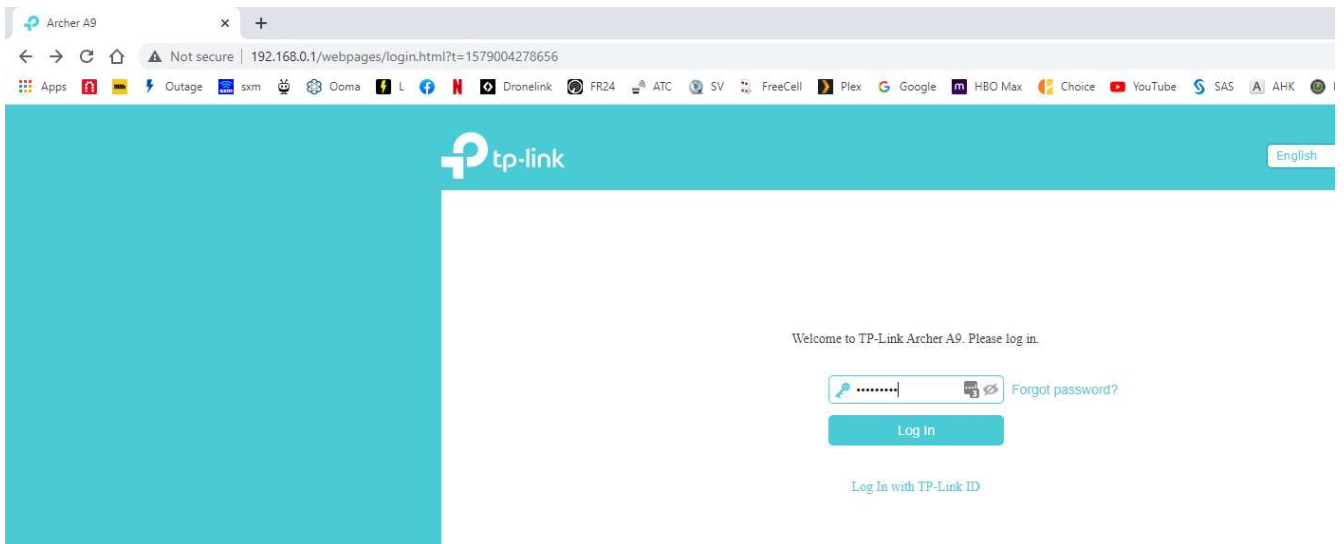 Archer A9
Not secure | 192.168.0.1/webpages/login.html?t=1579004278656
Apps Outage sxm Ooma L Dronelink FR24 ATC SV FreeCell Plex Google HBO Max Choice YouTube SAS AHK
tp-link
English
Welcome to TP-Link Archer A9. Please log in.
Forgot password?
Log In
Log In with TP-Link ID